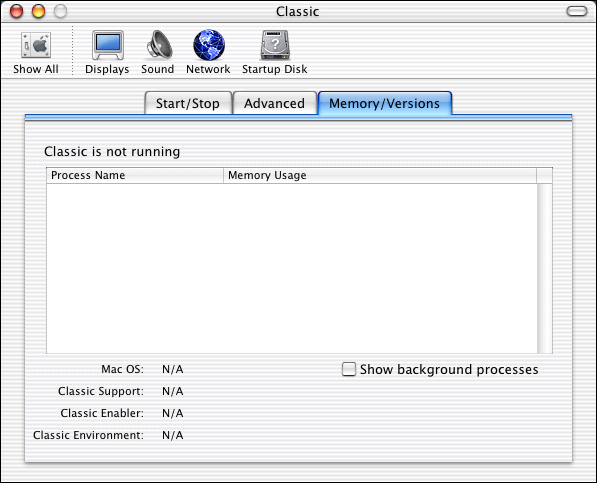 Classic
Show All Displays Sound Network Startup Disk
Start/Stop Advanced Memory/Versions
Classic is not running
Process Name Memory Usage
Mac OS: N/A Show background processes
Classic Support: N/A
Classic Enabler: N/A
Classic Environment: N/A